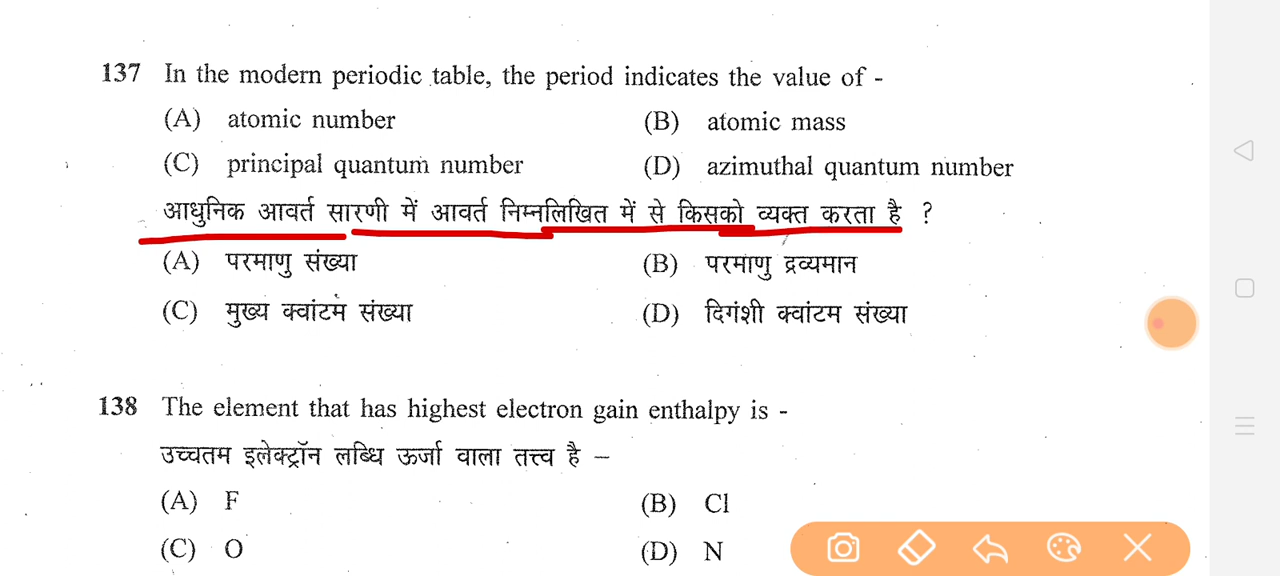 137 In the modern periodic table, the period indicates the value of -
(A) atomic number (B) atomic mass
(C) principal quantum number (D) azimuthal quantum number
आधुनिक आवर्त सारणी में आवर्त निम्नलिखित में से किसको व्यक्त करता है ?
(A) परमाणु संख्या (B) परमाणु द्रव्यमान
(C) मुख्य क्वांटम संख्या (D) दिगंशी क्वांटम संख्या
138 The element that has highest electron gain enthalpy is -
उच्चतम इलेक्ट्रॉन लब्धि ऊर्जा वाला तत्त्व है –
(A) F (B) Cl
(C) O (D) N